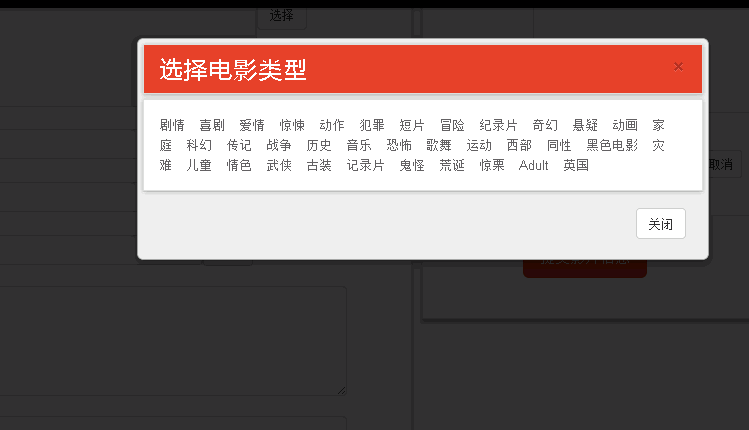 选择
选择电影类型
×
剧情 喜剧 爱情 惊悚 动作 犯罪 短片 冒险 纪录片 奇幻 悬疑 动画 家
庭 科幻 传记 战争 历史 音乐 恐怖 歌舞 运动 西部 同性 黑色电影 灾
难 儿童 情色 武侠 古装 记录片 鬼怪 荒诞 惊栗 Adult 英国
取消
关闭